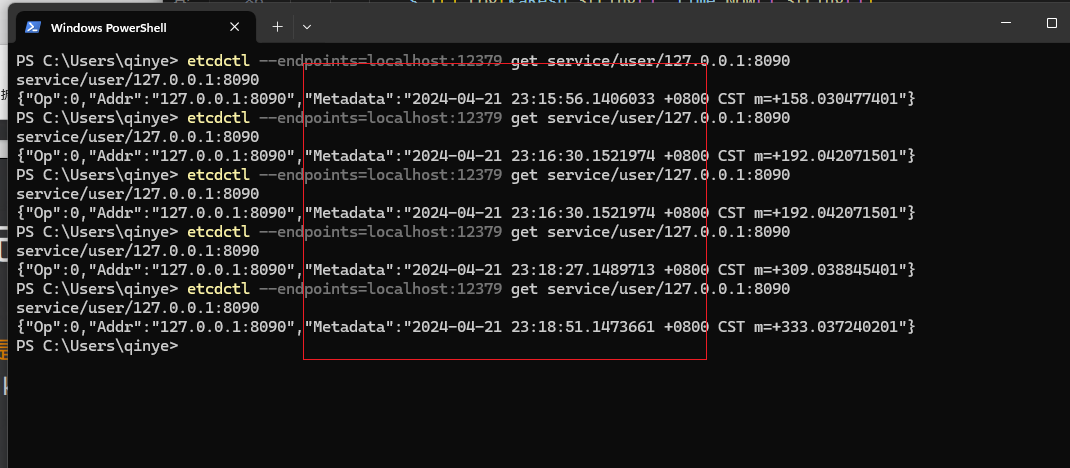 Windows PowerShell
PS C:\Users\qinye> etcdctl --endpoints=localhost:12379 get service/user/127.0.0.1:8090
service/user/127.0.0.1:8090
{"Op":0,"Addr":"127.0.0.1:8090","Metadata":"2024-04-21 23:15:56.1406033 +0800 CST m=+158.030477401"}
PS C:\Users\qinye> etcdctl --endpoints=localhost:12379 get service/user/127.0.0.1:8090
service/user/127.0.0.1:8090
{"Op":0,"Addr":"127.0.0.1:8090","Metadata":"2024-04-21 23:16:30.1521974 +0800 CST m=+192.042071501"}
PS C:\Users\qinye> etcdctl --endpoints=localhost:12379 get service/user/127.0.0.1:8090
service/user/127.0.0.1:8090
{"Op":0,"Addr":"127.0.0.1:8090","Metadata":"2024-04-21 23:16:30.1521974 +0800 CST m=+192.042071501"}
PS C:\Users\qinye> etcdctl --endpoints=localhost:12379 get service/user/127.0.0.1:8090
service/user/127.0.0.1:8090
{"Op":0,"Addr":"127.0.0.1:8090","Metadata":"2024-04-21 23:18:27.1489713 +0800 CST m=+309.038845401"}
PS C:\Users\qinye> etcdctl --endpoints=localhost:12379 get service/user/127.0.0.1:8090
service/user/127.0.0.1:8090
{"Op":0,"Addr":"127.0.0.1:8090","Metadata":"2024-04-21 23:18:51.1473661 +0800 CST m=+333.037240201"}
PS C:\Users\qinye>